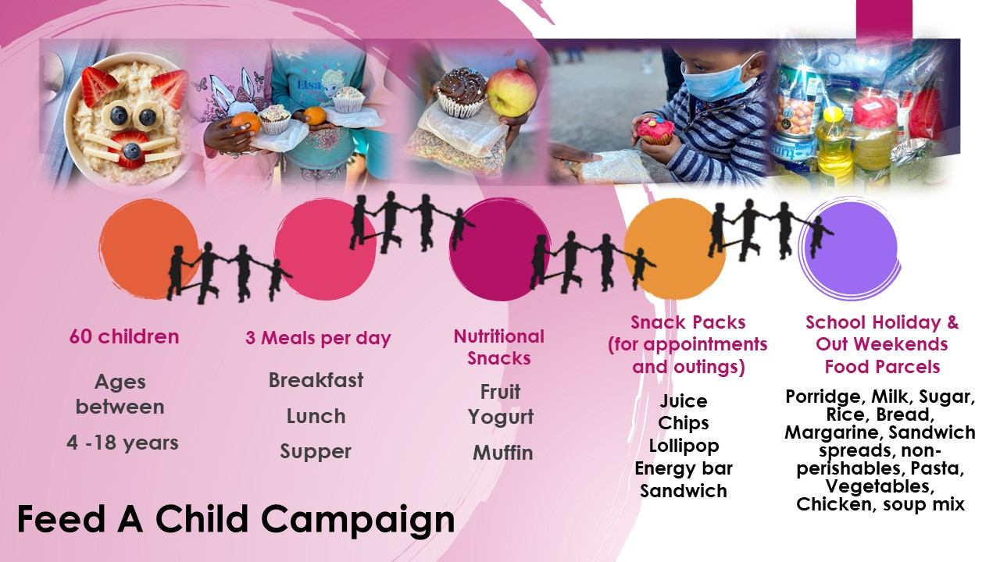 Elsa
60 children
Ages
between
4 -18 years
3 Meals per day
Breakfast
Lunch
Supper
Nutritional
Snacks
Fruit
Yogurt
Muffin
Snack Packs
(for appointments
and outings)
Juice
Chips
Lollipop
Energy bar
Sandwich
School Holiday &
Out Weekends
Food Parcels
Porridge, Milk, Sugar,
Rice, Bread,
Margarine, Sandwich
spreads, non-
perishables, Pasta,
Vegetables,
Chicken, soup mix
Feed A Child Campaign